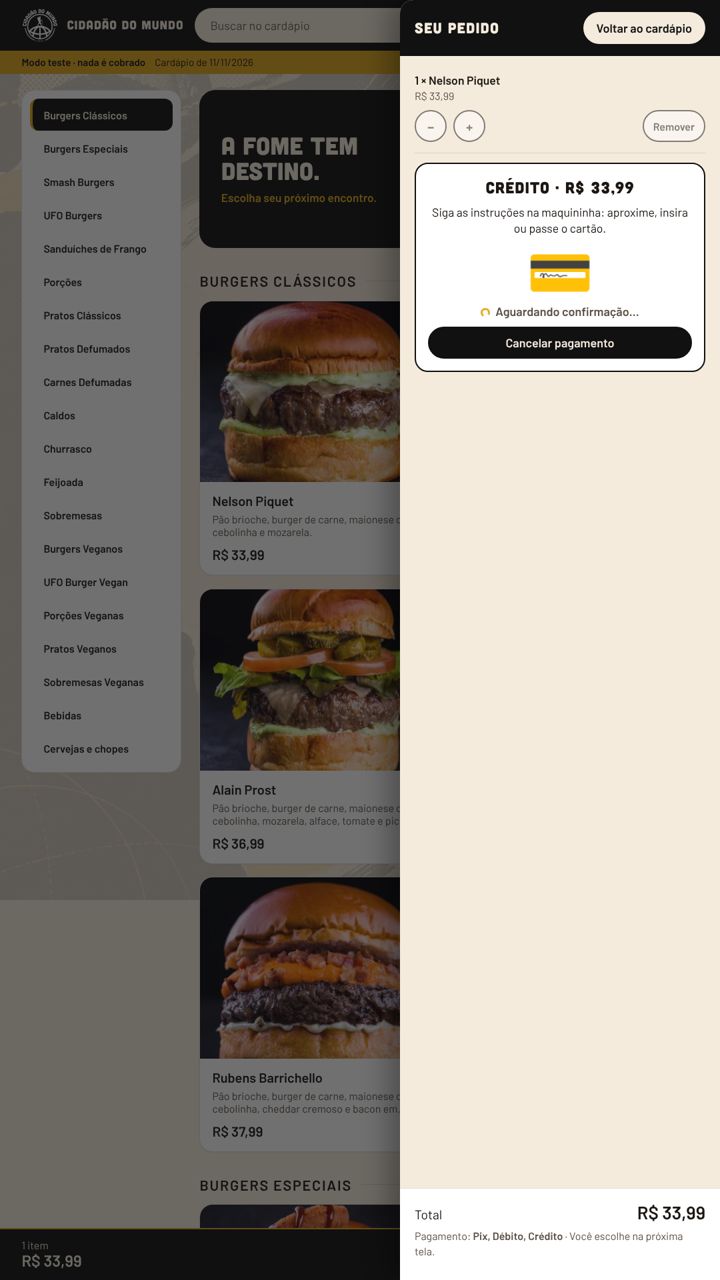 CIDADÃO DO MUNDO
CIDADÃO DO MUNDO
Buscar no cardápio
Modo teste · nada é cobrado Cardápio de 11/11/2026
Burgers Clássicos
Burgers Especiais
Smash Burgers
UFO Burgers
Sanduíches de Frango
Porções
Pratos Clássicos
Pratos Defumados
Carnes Defumadas
Caldos
Churrasco
Feijoada
Sobremesas
Burgers Veganos
UFO Burger Vegan
Porções Veganas
Pratos Veganos
Sobremesas Veganas
Bebidas
Cervejas e chopes
A FOME TEM
DESTINO.
Escolha seu próximo encontro.
BURGERS CLÁSSICOS
Nelson Piquet
Pão brioche, burger de carne, maionese
cebolinha e mozarela.
R$ 33,99
Alain Prost
Pão brioche, burger de carne, maionese
cebolinha, mozarela, alface, tomate e
R$ 36,99
Rubens Barrichello
Pão brioche, burger de carne, maionese
cebolinha, cheddar cremoso e bacon em
R$ 37,99
BURGERS ESPECIAIS
1 item
R$ 33,99
SEU PEDIDO
Voltar ao cardápio
1 × Nelson Piquet
R$ 33,99
− +
Remover
CRÉDITO · R$ 33,99
Siga as instruções na maquininha: aproxime, insira
ou passe o cartão.
Aguardando confirmação...
Cancelar pagamento
Total R$ 33,99
Pagamento: Pix, Débito, Crédito · Você escolhe na próxima
tela.